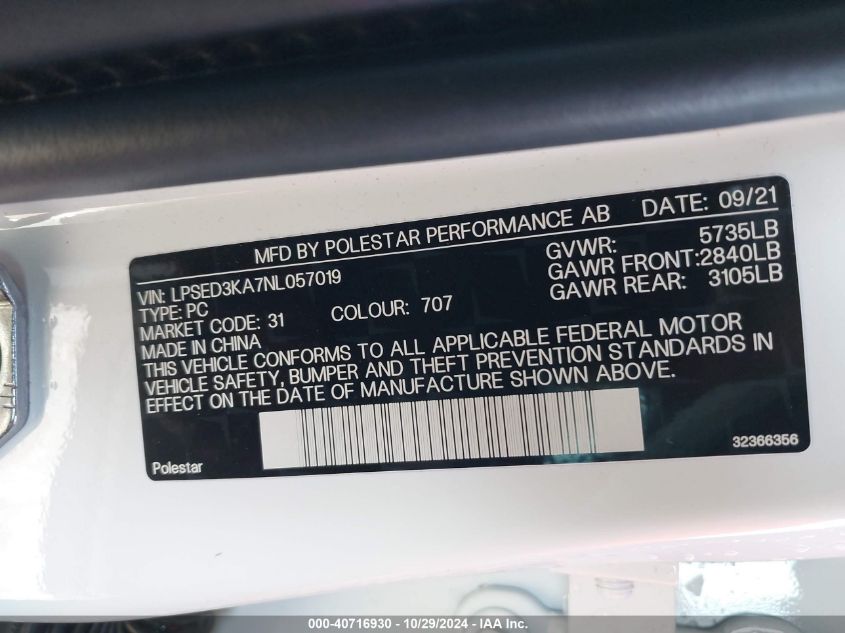 MFD BY POLESTAR PERFORMANCE AB DATE: 09/21
VIN: LPSED3KA7NL057019 GVWR: 5735LB
TYPE: PC GAWR FRONT:2840LB
MARKET CODE: 31 COLOUR: 707 GAWR REAR: 3105LB
MADE IN CHINA
THIS VEHICLE CONFORMS TO ALL APPLICABLE FEDERAL MOTOR
VEHICLE SAFETY, BUMPER AND THEFT PREVENTION STANDARDS IN
EFFECT ON THE DATE OF MANUFACTURE SHOWN ABOVE.
Polestar 32366356
000-40716930 - 10/29/2024 - IAAI.com